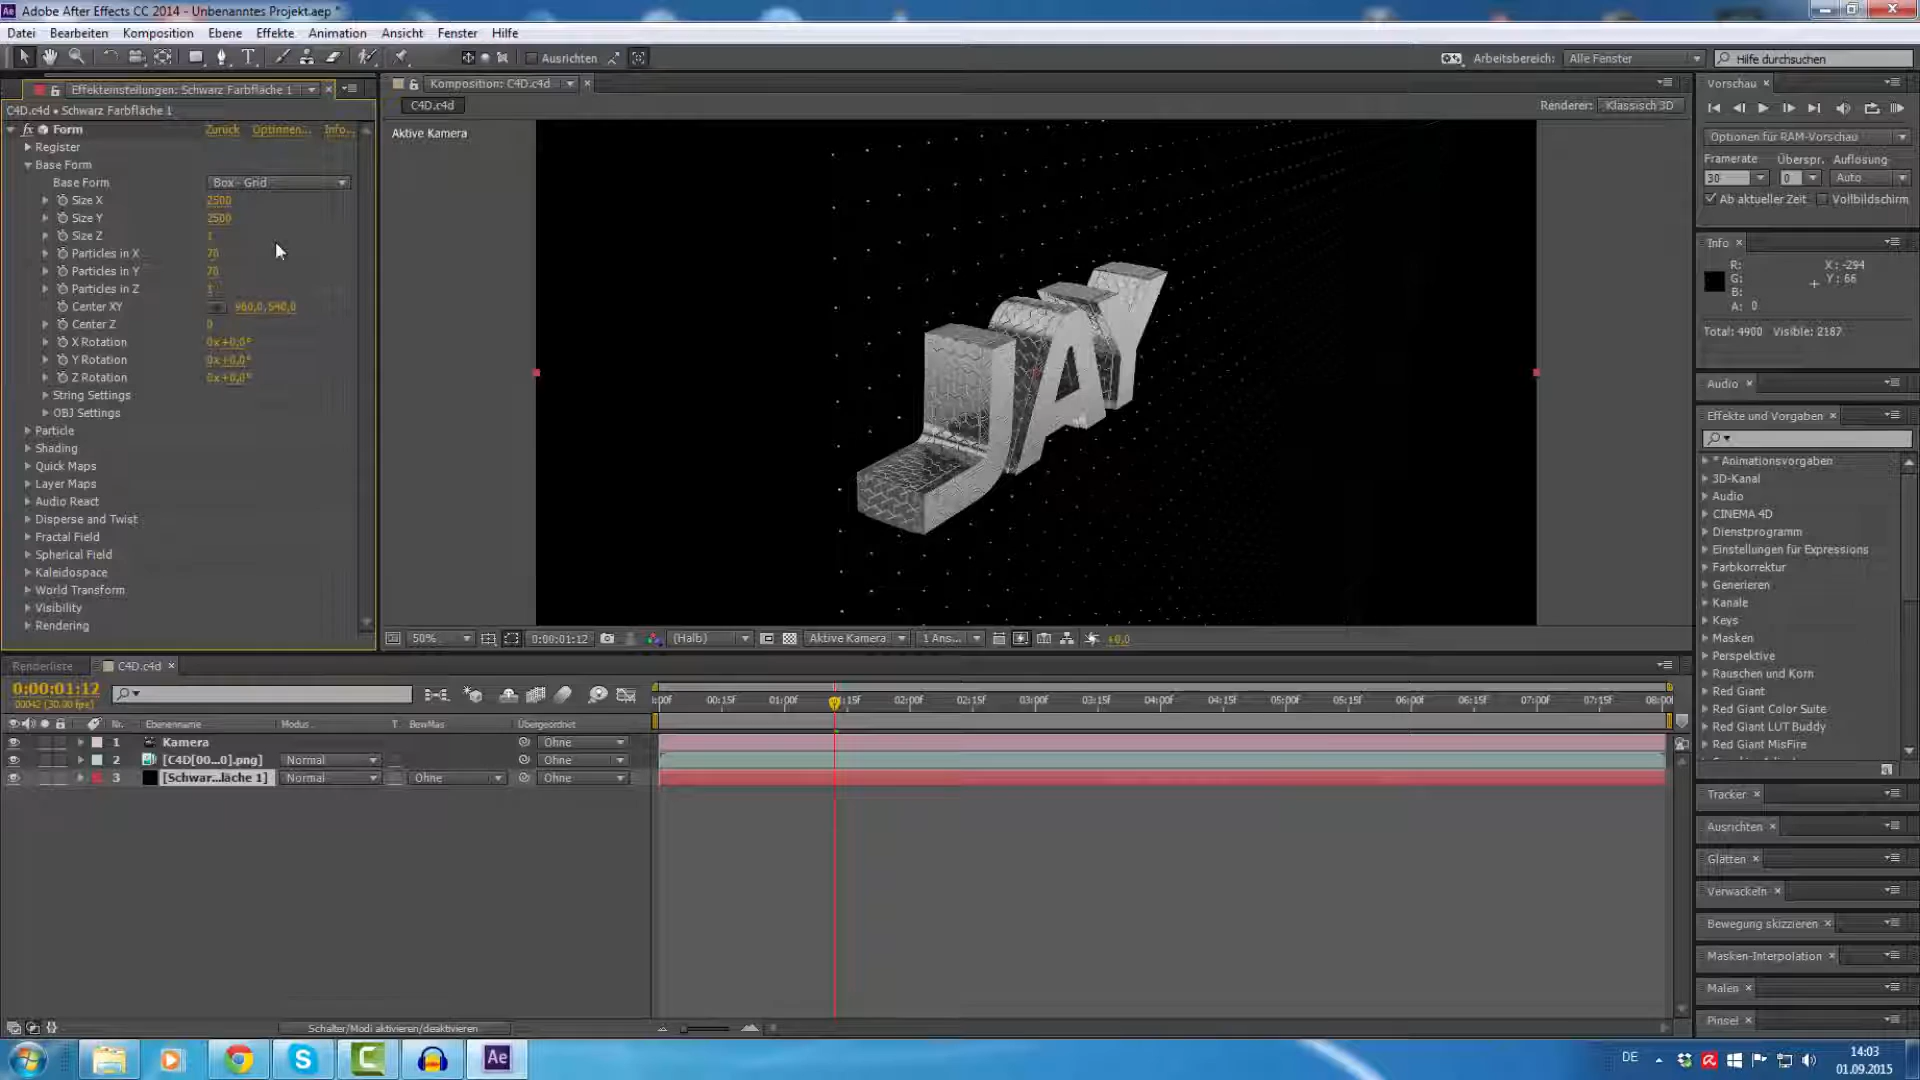 Adobe After Effects CC 2014 - Unbenanntes Projekt.aep *
Datei Bearbeiten Komposition Ebene Effekte Animation Ansicht Fenster Hilfe
Ausrichten
Arbeitsbereich: Alle Fenster
Hilfe durchsuchen
Effekteinstellungen: Schwarz Farbfläche 1
C4D.c4d • Schwarz Farbfläche 1
fx Form Zurück Optionen... Info...
Register
Base Form
Base Form Box - Grid
Size X 2500
Size Y 2500
Size Z 1
Particles in X 70
Particles in Y 70
Particles in Z 1
Center XY 960,0, 540,0
Center Z 0
X Rotation 0x+0,0°
Y Rotation 0x+0,0°
Z Rotation 0x+0,0°
String Settings
OBJ Settings
Particle
Shading
Quick Maps
Layer Maps
Audio React
Disperse and Twist
Fractal Field
Spherical Field
Kaleidospace
World Transform
Visibility
Rendering
Komposition: C4D.c4d
C4D.c4d
Renderer: Klassisch 3D
Aktive Kamera
JAY
50% 0:00:01:12 (Halb) Aktive Kamera 1 Ans... +0,0
Vorschau
Optionen für RAM-Vorschau
Framerate Überspr. Auflösung
30 0 Auto
Ab aktueller Zeit Vollbildschirm
Info
R: X: -294
G: Y: 66
B:
A: 0
Total: 4900 Visible: 2187
Audio
Effekte und Vorgaben
* Animationsvorgaben
3D-Kanal
Audio
CINEMA 4D
Dienstprogramm
Einstellungen für Expressions
Farbkorrektur
Generieren
Kanäle
Keys
Masken
Perspektive
Rauschen und Korn
Red Giant
Red Giant Color Suite
Red Giant LUT Buddy
Red Giant MisFire
Tracker
Ausrichten
Glätten
Verwackeln
Bewegung skizzieren
Masken-Interpolation
Malen
Pinsel
Renderliste C4D.c4d
0:00:01:12
00042 (30.00 fps)
Nr. Ebenenname Modus T BewMas Übergeordnet
1 Kamera Ohne
2 [C4D[00...0].png] Normal Ohne
3 [Schwar...läche 1] Normal Ohne Ohne
:00f 00:15f 01:00f 01:15f 02:00f 02:15f 03:00f 03:15f 04:00f 04:15f 05:00f 05:15f 06:00f 06:15f 07:00f 07:15f 08:00f
Schalter/Modi aktivieren/deaktivieren
Ae
DE
14:03
01.09.2015